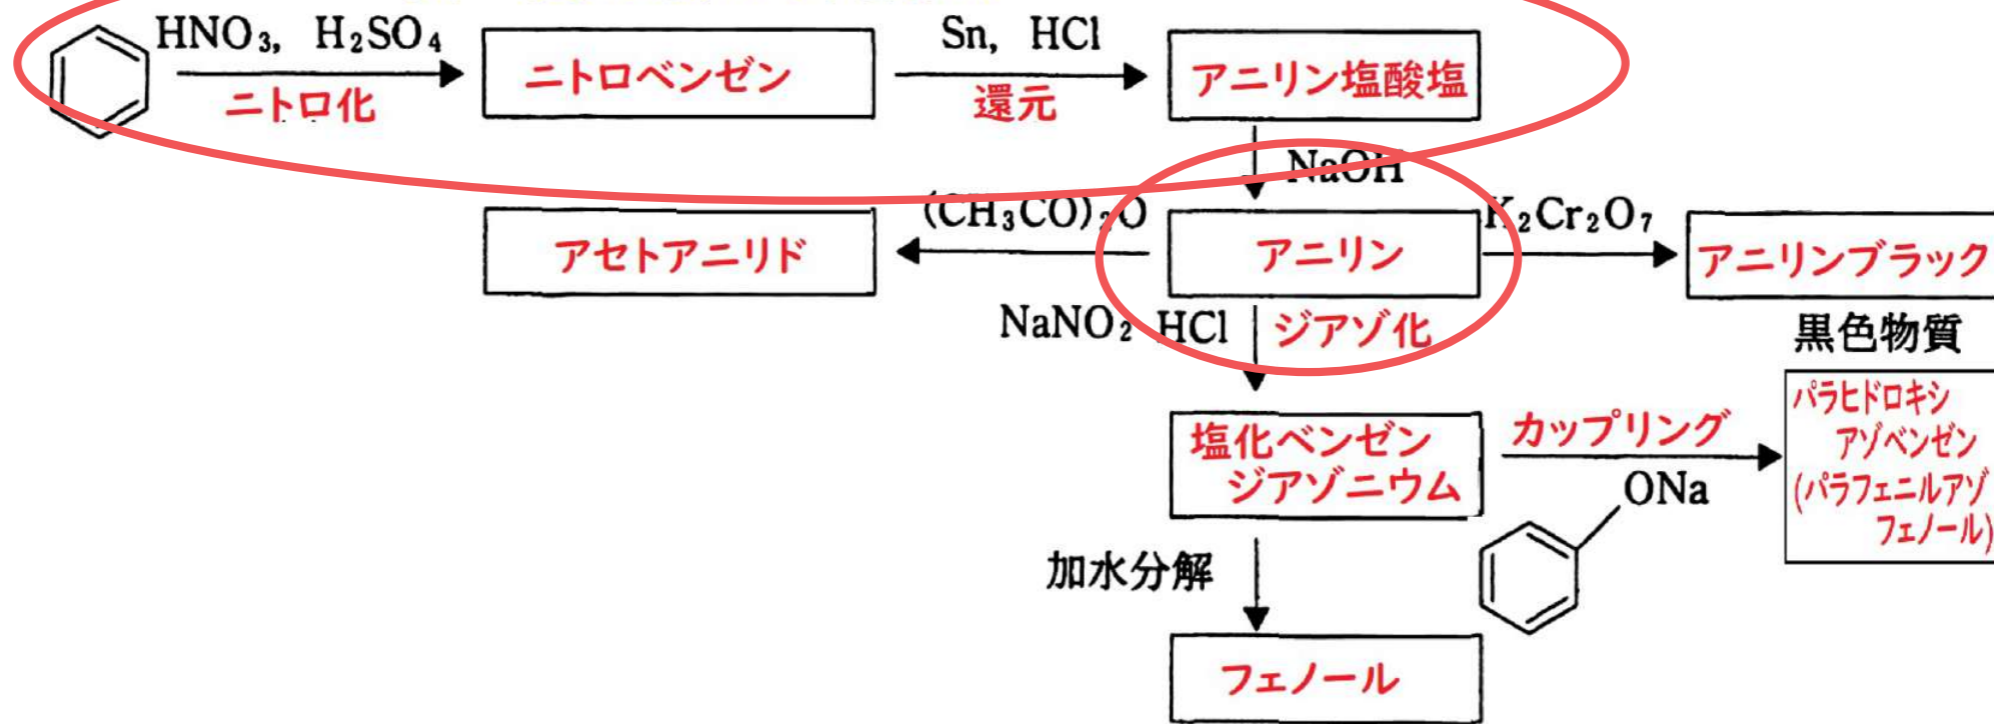 HNO₃, H₂SO₄
ニトロ化
ニトロベンゼン
Sn, HCl
還元
アニリン塩酸塩
NaOH
アセトアニリド
(CH₃CO)₂O
アニリン
K₂Cr₂O₇
アニリンブラック
黒色物質
NaNO₂ HCl
ジアゾ化
塩化ベンゼン
ジアゾニウム
カップリング
ONa
パラヒドロキシ
アゾベンゼン
(パラフェニルアゾ
フェノール)
加水分解
フェノール